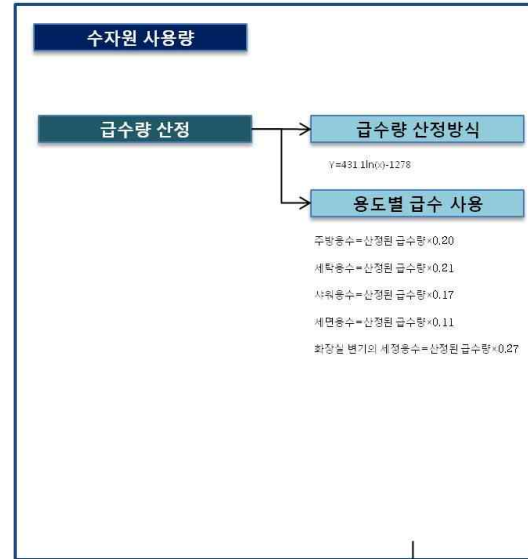 수자원 사용량
급수량 산정
급수량 산정방식
Y=431.1ln(x)-1278
용도별 급수 사용
주방용수=산정된 급수량×0.20
세탁용수=산정된 급수량×0.21
샤워용수=산정된 급수량×0.17
세면용수=산정된 급수량×0.11
화장실 변기의 세정용수=산정된 급수량×0.27